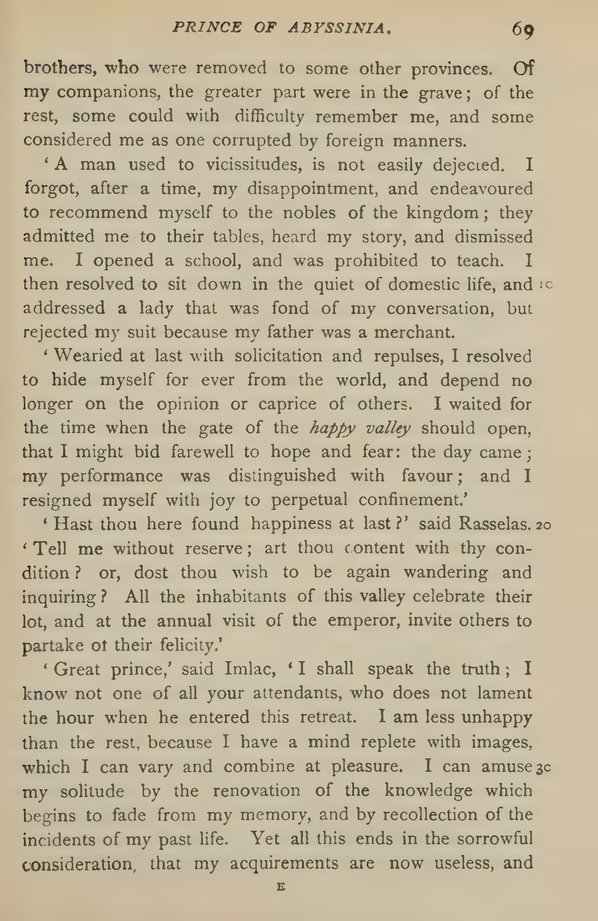 PRINCE OF ABYSSINIA. 69
brothers, who were removed to some other provinces. Of
my companions, the greater part were in the grave; of the
rest, some could with difficulty remember me, and some
considered me as one corrupted by foreign manners.
‘A man used to vicissitudes, is not easily dejected. I
forgot, after a time, my disappointment, and endeavoured
to recommend myself to the nobles of the kingdom; they
admitted me to their tables, heard my story, and dismissed
me. I opened a school, and was prohibited to teach. I
then resolved to sit down in the quiet of domestic life, and 10
addressed a lady that was fond of my conversation, but
rejected my suit because my father was a merchant.
‘Wearied at last with solicitation and repulses, I resolved
to hide myself for ever from the world, and depend no
longer on the opinion or caprice of others. I waited for
the time when the gate of the happy valley should open,
that I might bid farewell to hope and fear: the day came;
my performance was distinguished with favour; and I
resigned myself with joy to perpetual confinement.’
‘Hast thou here found happiness at last?’ said Rasselas. 20
‘Tell me without reserve; art thou content with thy con-
dition? or, dost thou wish to be again wandering and
inquiring? All the inhabitants of this valley celebrate their
lot, and at the annual visit of the emperor, invite others to
partake of their felicity.’
‘Great prince,’ said Imlac, ‘I shall speak the truth; I
know not one of all your attendants, who does not lament
the hour when he entered this retreat. I am less unhappy
than the rest, because I have a mind replete with images,
which I can vary and combine at pleasure. I can amuse 30
my solitude by the renovation of the knowledge which
begins to fade from my memory, and by recollection of the
incidents of my past life. Yet all this ends in the sorrowful
consideration, that my acquirements are now useless, and
E